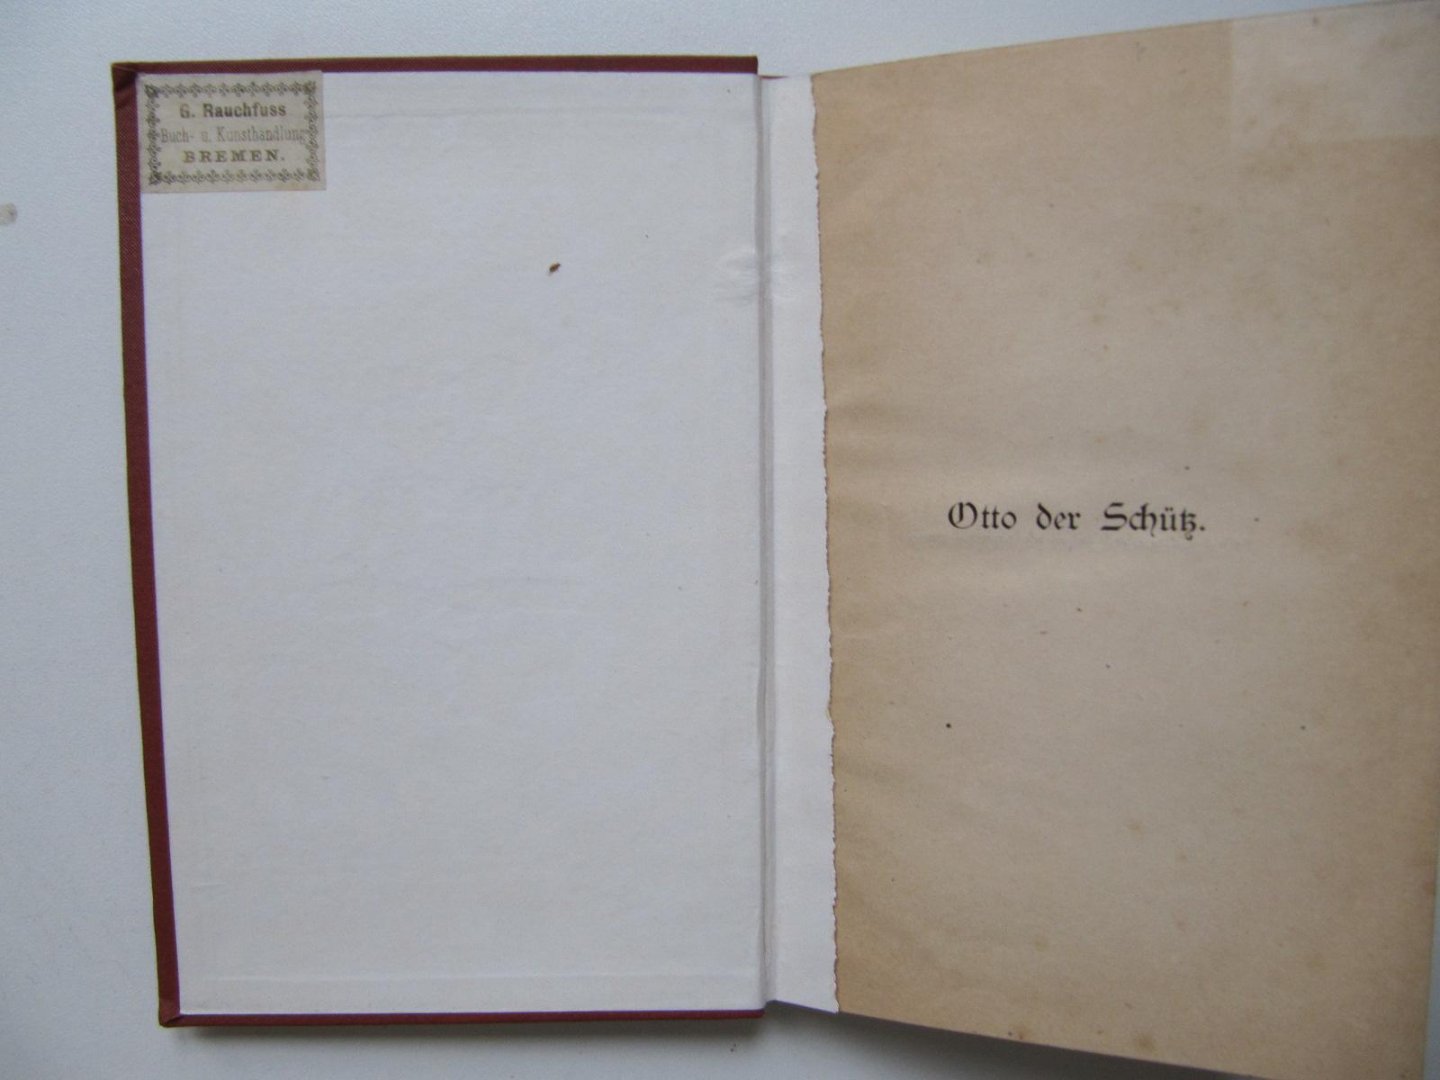 G. Rauchfuss
Buch- u. Kunsthandlung
BREMEN.
Otto der Schütz.